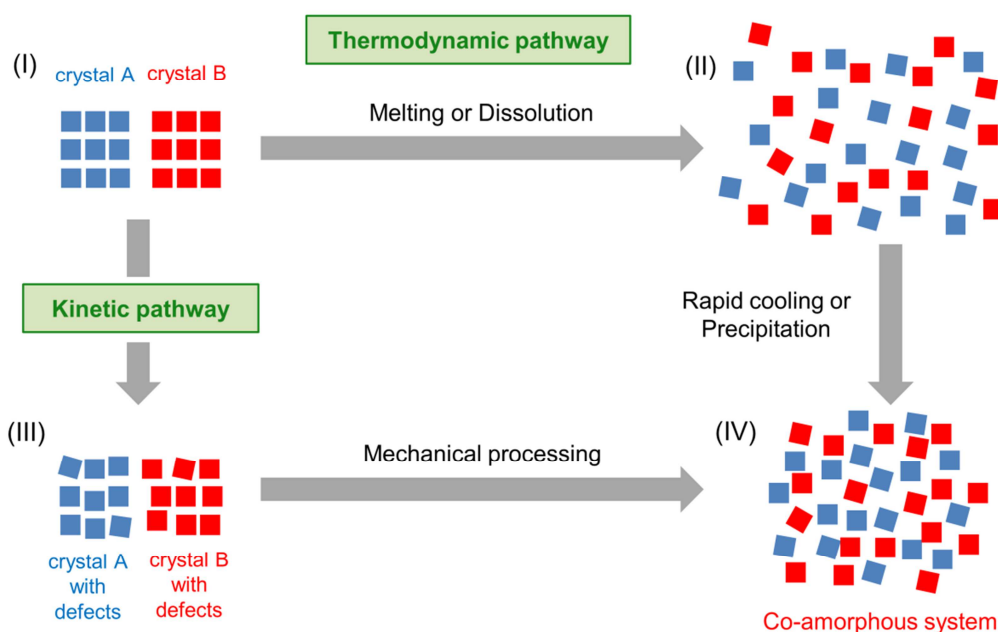 Thermodynamic pathway
(I)
crystal A
crystal B
(II)
Melting or Dissolution
Kinetic pathway
Rapid cooling or
Precipitation
(III)
Mechanical processing
(IV)
crystal A
with
defects
crystal B
with
defects
Co-amorphous system